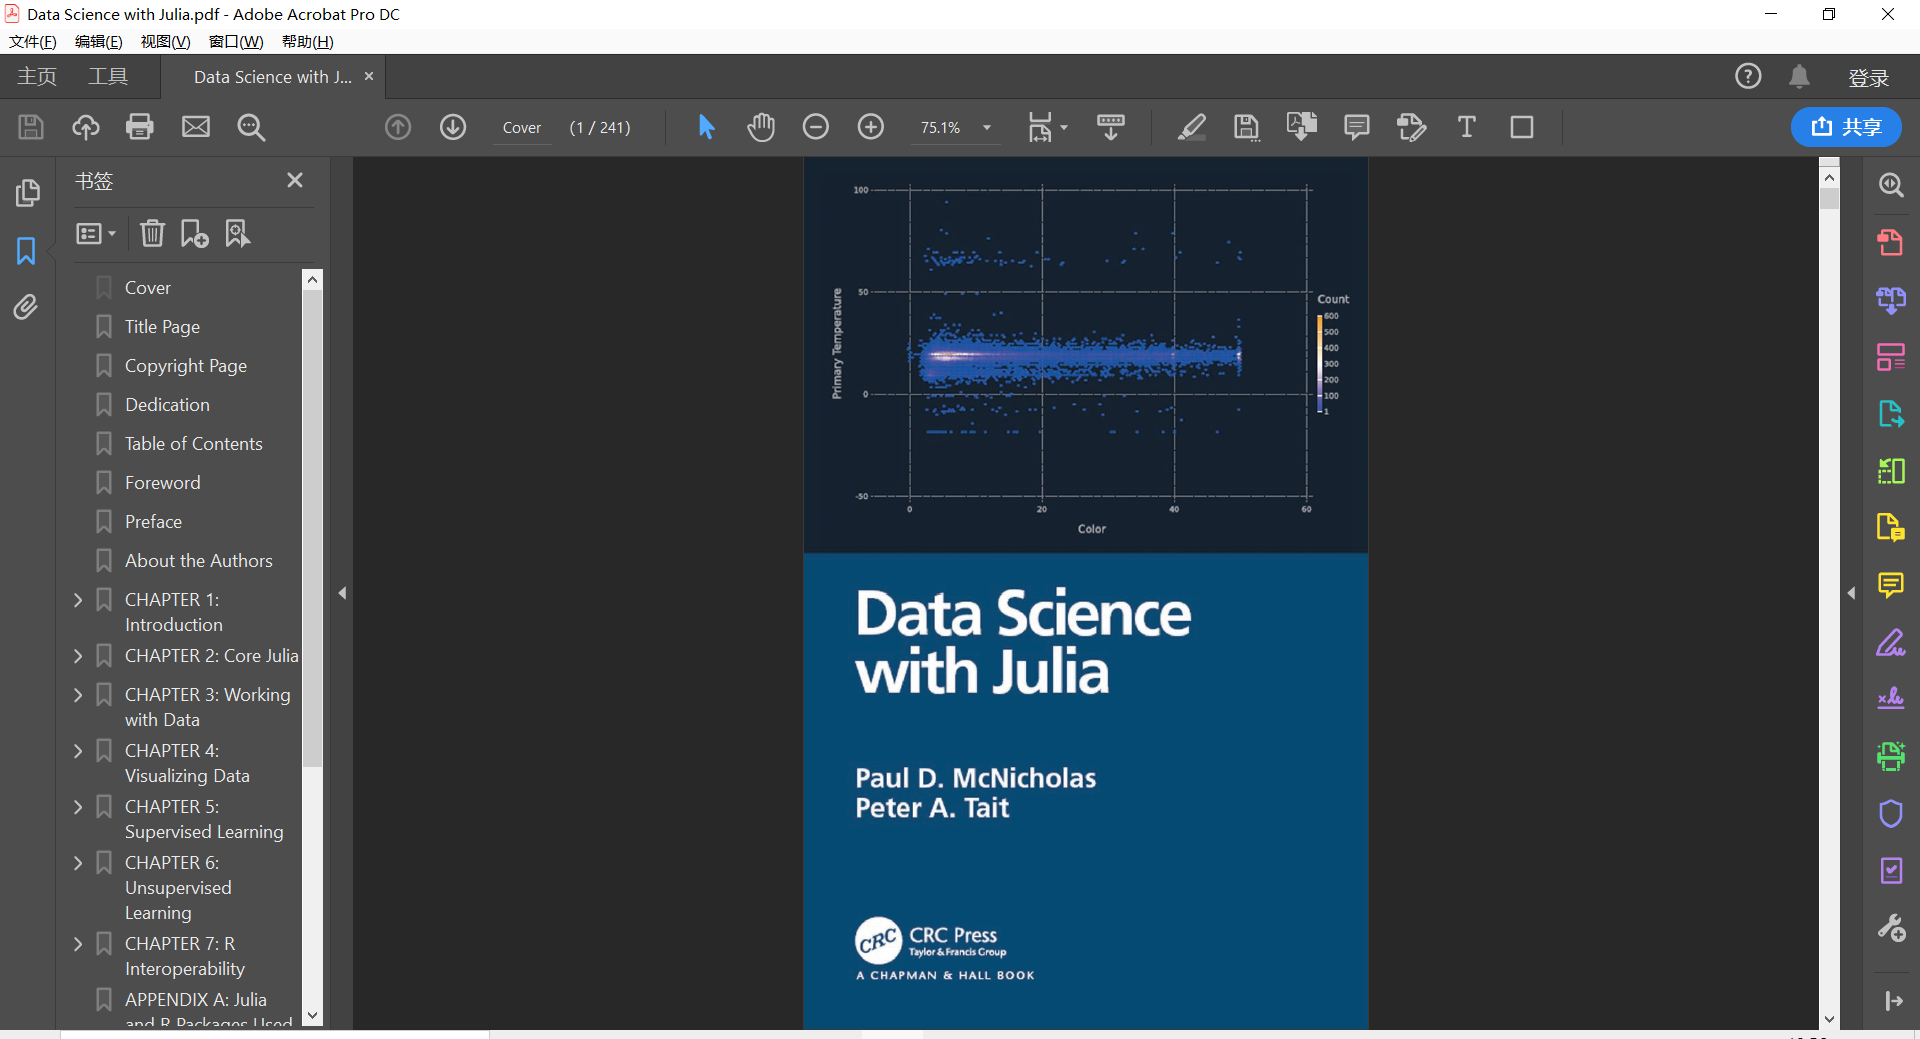 Data Science with Julia.pdf - Adobe Acrobat Pro DC
文件(F) 编辑(E) 视图(V) 窗口(W) 帮助(H)
主页 工具 Data Science with J... × 登录
Cover (1 / 241) 75.1% 共享
书签
Cover
Title Page
Copyright Page
Dedication
Table of Contents
Foreword
Preface
About the Authors
CHAPTER 1:
Introduction
CHAPTER 2: Core Julia
CHAPTER 3: Working
with Data
CHAPTER 4:
Visualizing Data
CHAPTER 5:
Supervised Learning
CHAPTER 6:
Unsupervised
Learning
CHAPTER 7: R
Interoperability
APPENDIX A: Julia
and R Packages Used
100
50
0
-50
Primary Temperature
0 20 40 60
Color
Count
600
500
400
300
200
100
1
Data Science
with Julia
Paul D. McNicholas
Peter A. Tait
CRC
CRC Press
Taylor & Francis Group
A CHAPMAN & HALL BOOK